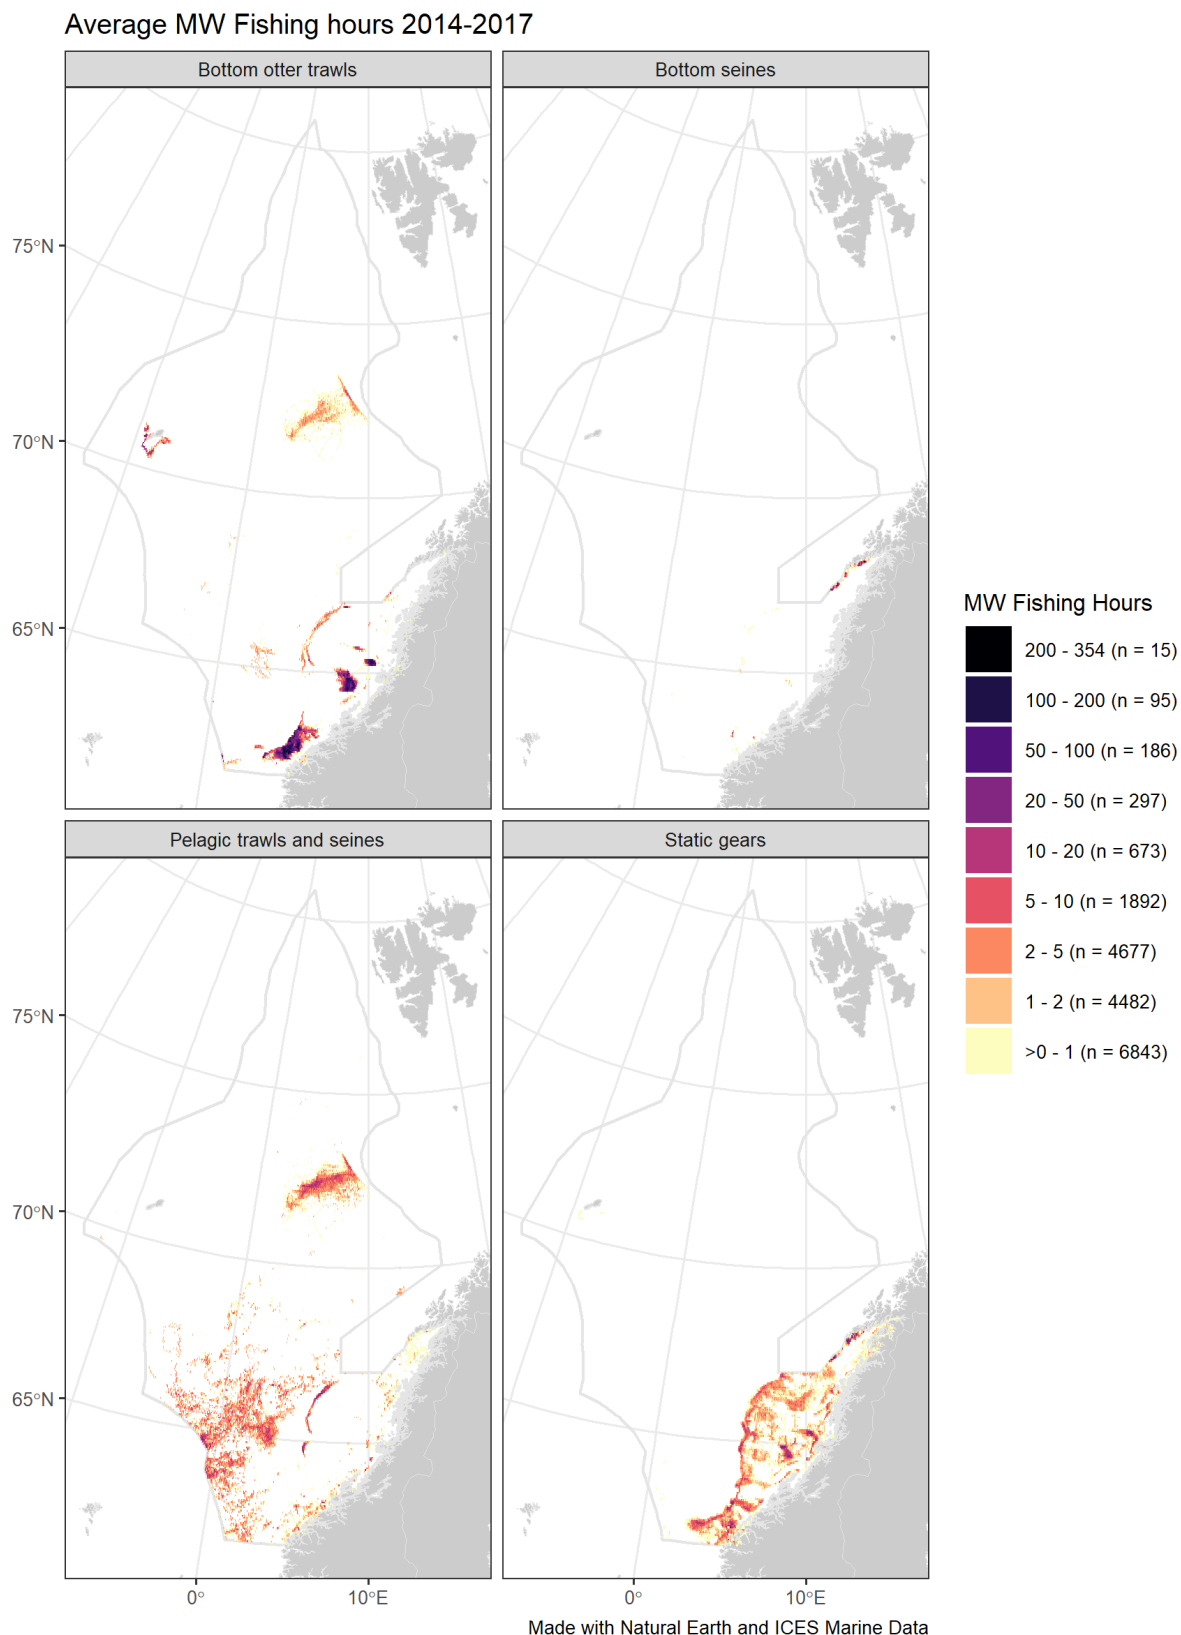 Average MW Fishing hours 2014-2017
Bottom otter trawls
Bottom seines
75°N
70°N
65°N
Pelagic trawls and seines
Static gears
75°N
70°N
65°N
0°
10°E
0°
10°E
MW Fishing Hours
200 - 354 (n = 15)
100 - 200 (n = 95)
50 - 100 (n = 186)
20 - 50 (n = 297)
10 - 20 (n = 673)
5 - 10 (n = 1892)
2 - 5 (n = 4677)
1 - 2 (n = 4482)
>0 - 1 (n = 6843)
Made with Natural Earth and ICES Marine Data